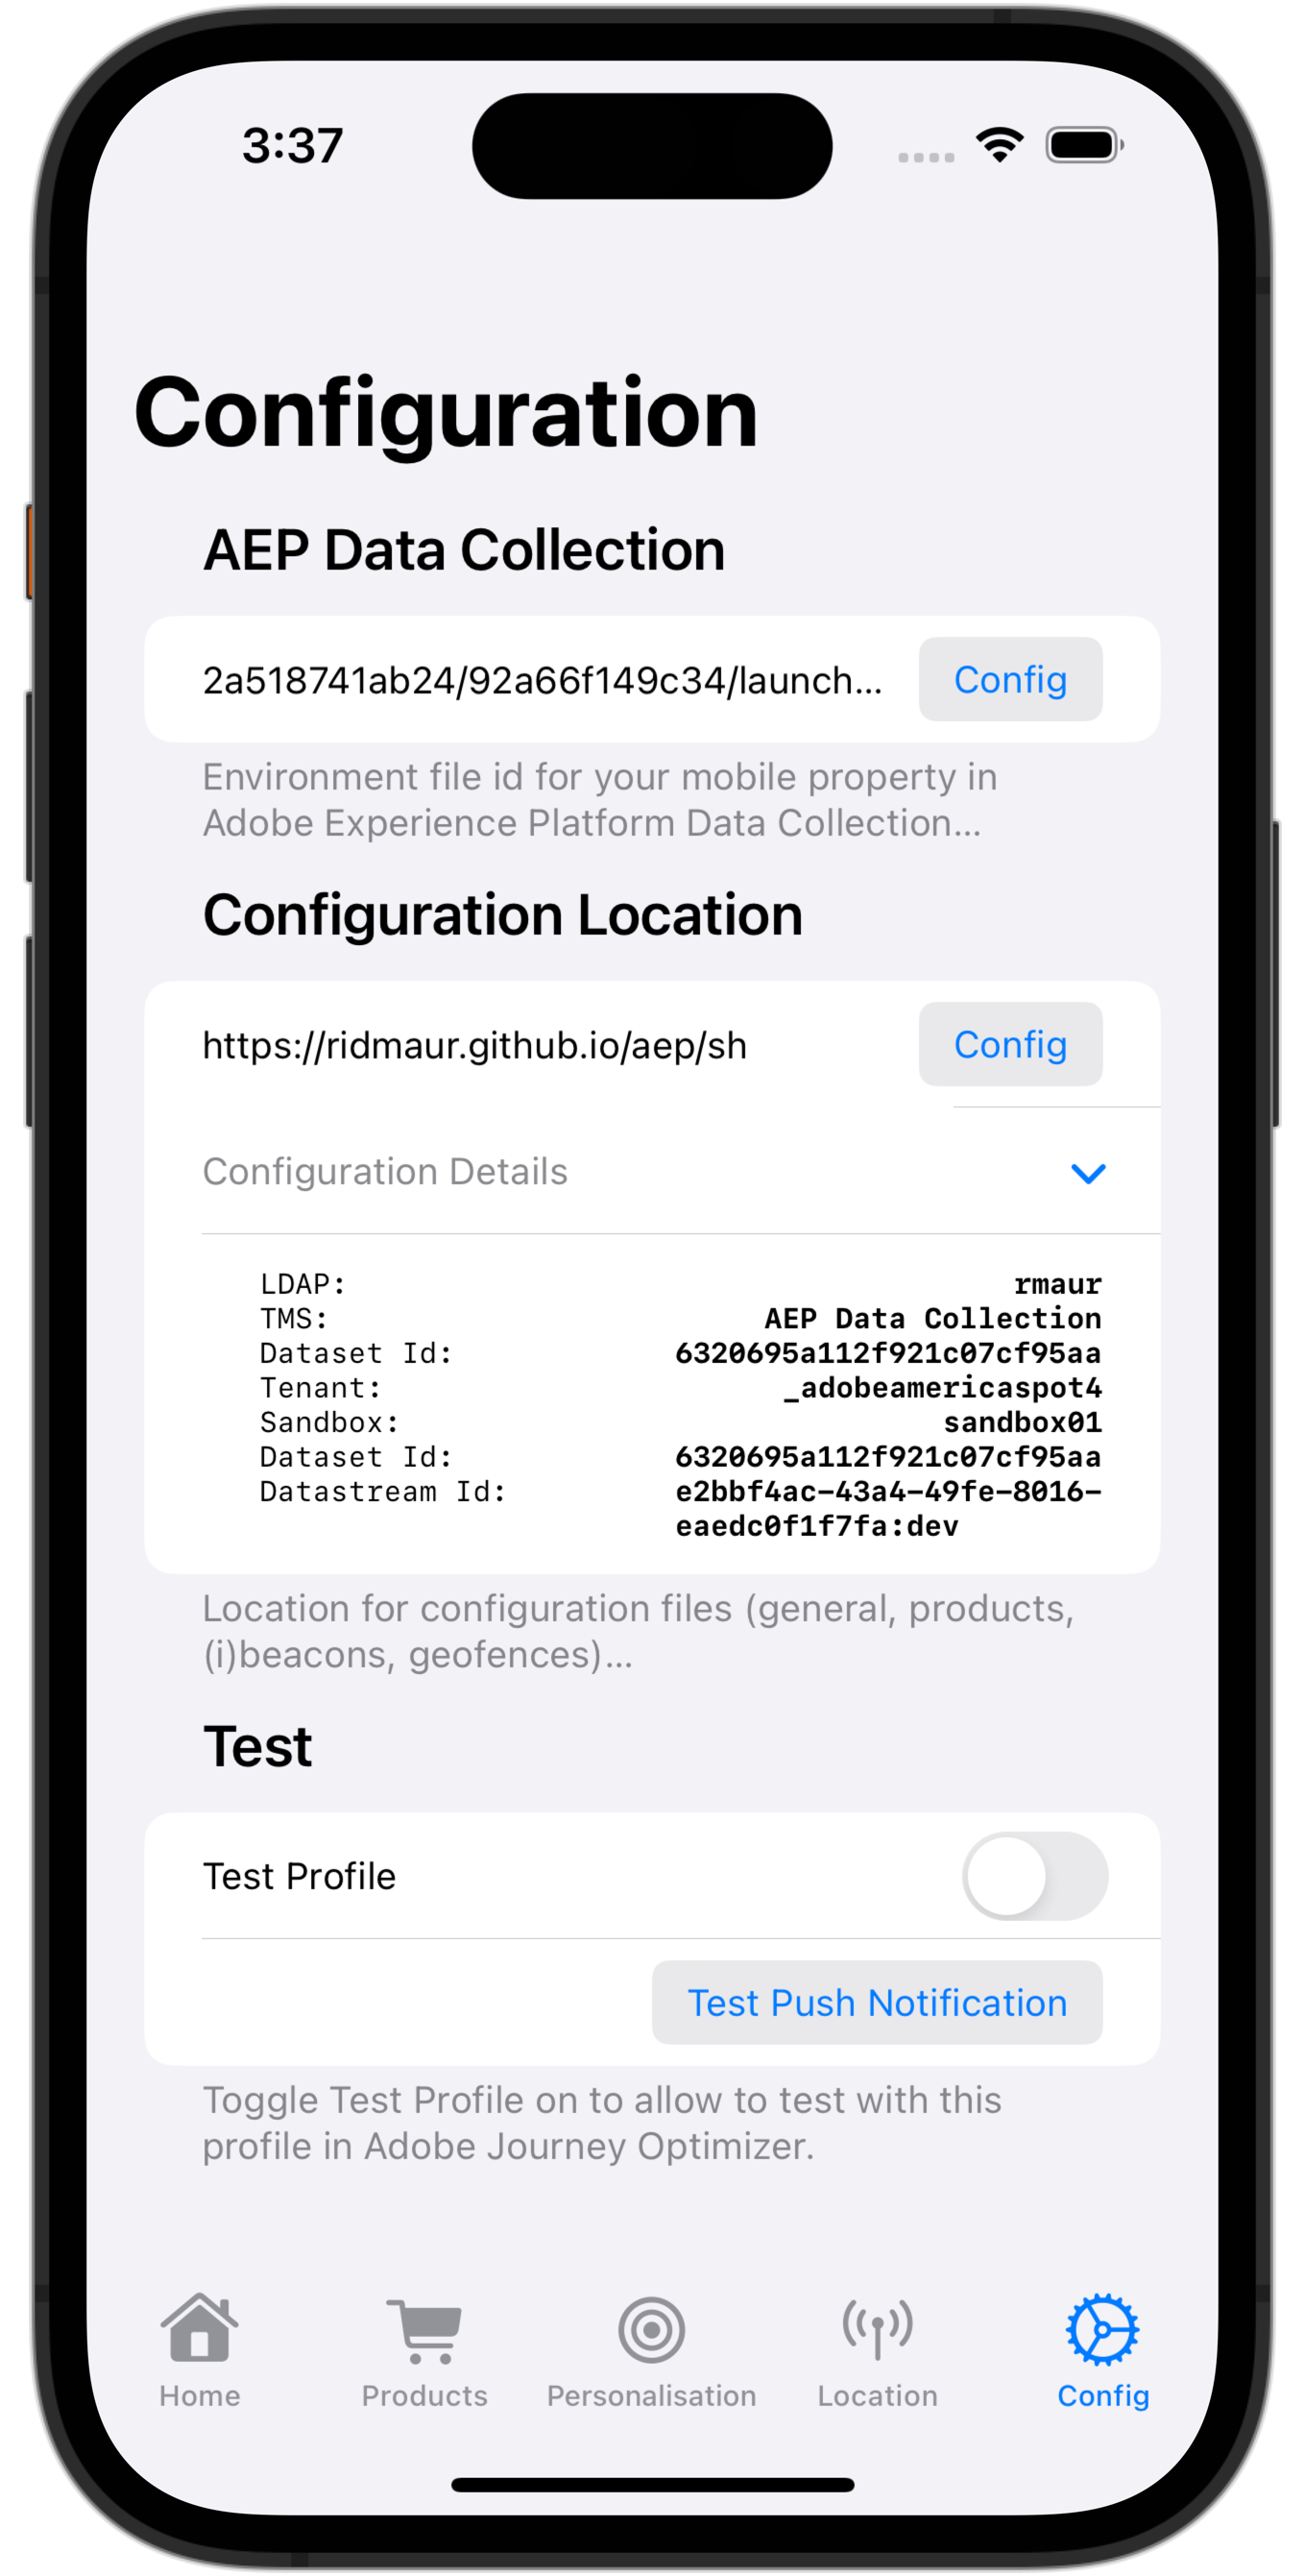 3:37
Configuration
AEP Data Collection
2a518741ab24/92a66f149c34/launch...
Config
Environment file id for your mobile property in
Adobe Experience Platform Data Collection...
Configuration Location
https://ridmaur.github.io/aep/sh
Config
Configuration Details
LDAP: rmaur
TMS: AEP Data Collection
Dataset Id: 6320695a112f921c07cf95aa
Tenant: _adobeamericaspot4
Sandbox: sandbox01
Dataset Id: 6320695a112f921c07cf95aa
Datastream Id: e2bbf4ac-43a4-49fe-8016-
eaedc0f1f7fa:dev
Location for configuration files (general, products,
(i)beacons, geofences)...
Test
Test Profile
Test Push Notification
Toggle Test Profile on to allow to test with this
profile in Adobe Journey Optimizer.
Home Products Personalisation Location Config